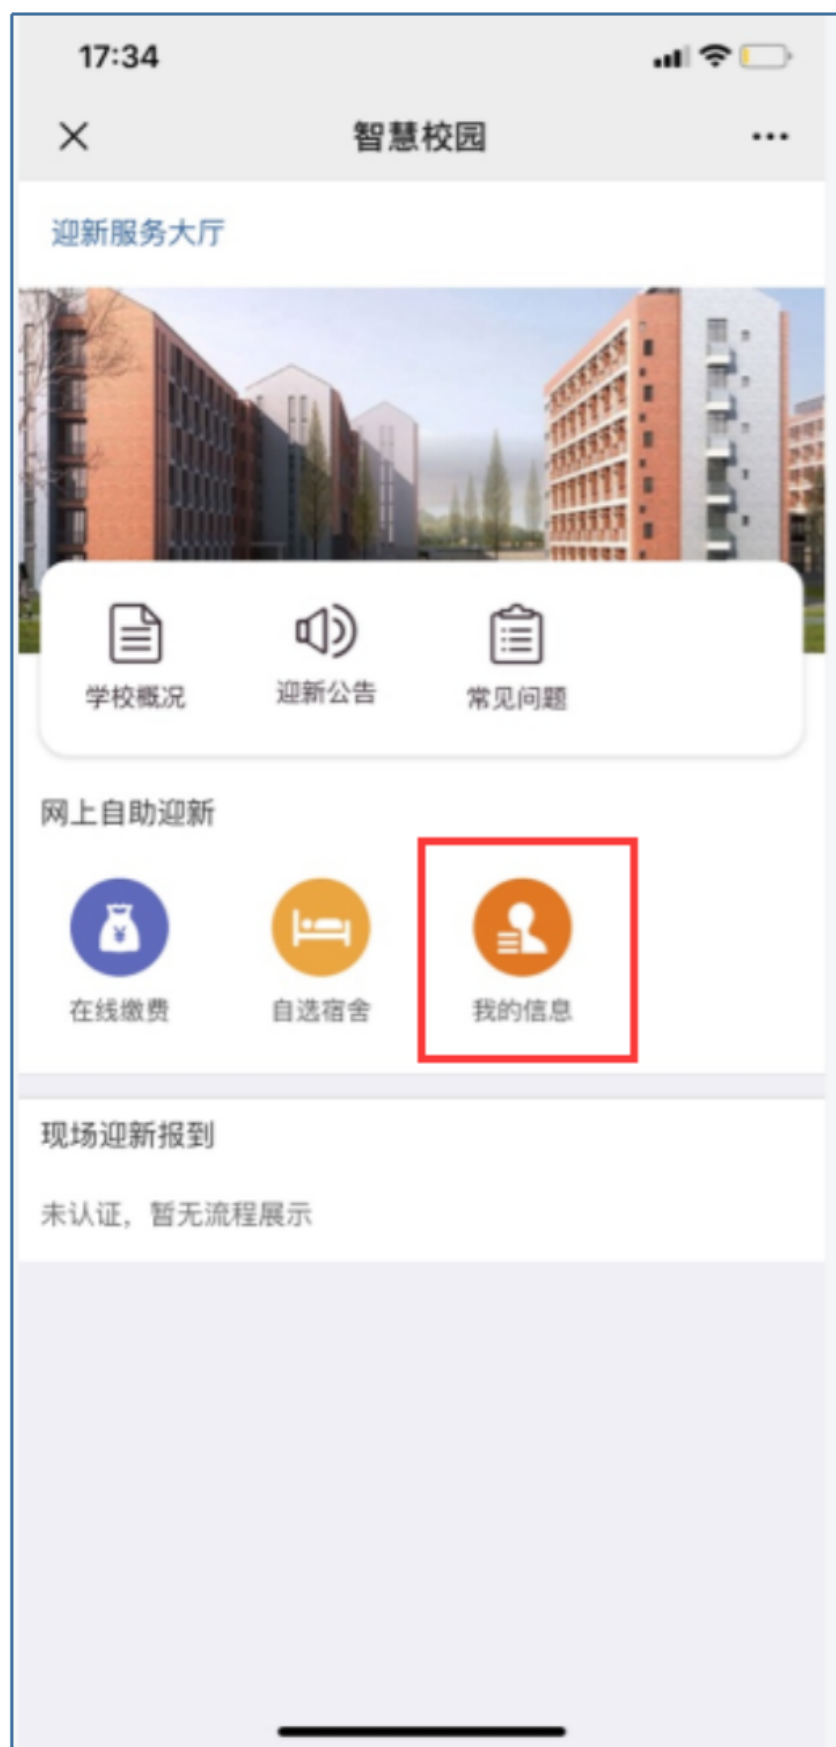 17:34
智慧校园
迎新服务大厅
学校概况
迎新公告
常见问题
网上自助迎新
在线缴费
自选宿舍
我的信息
现场迎新报到
未认证，暂无流程展示